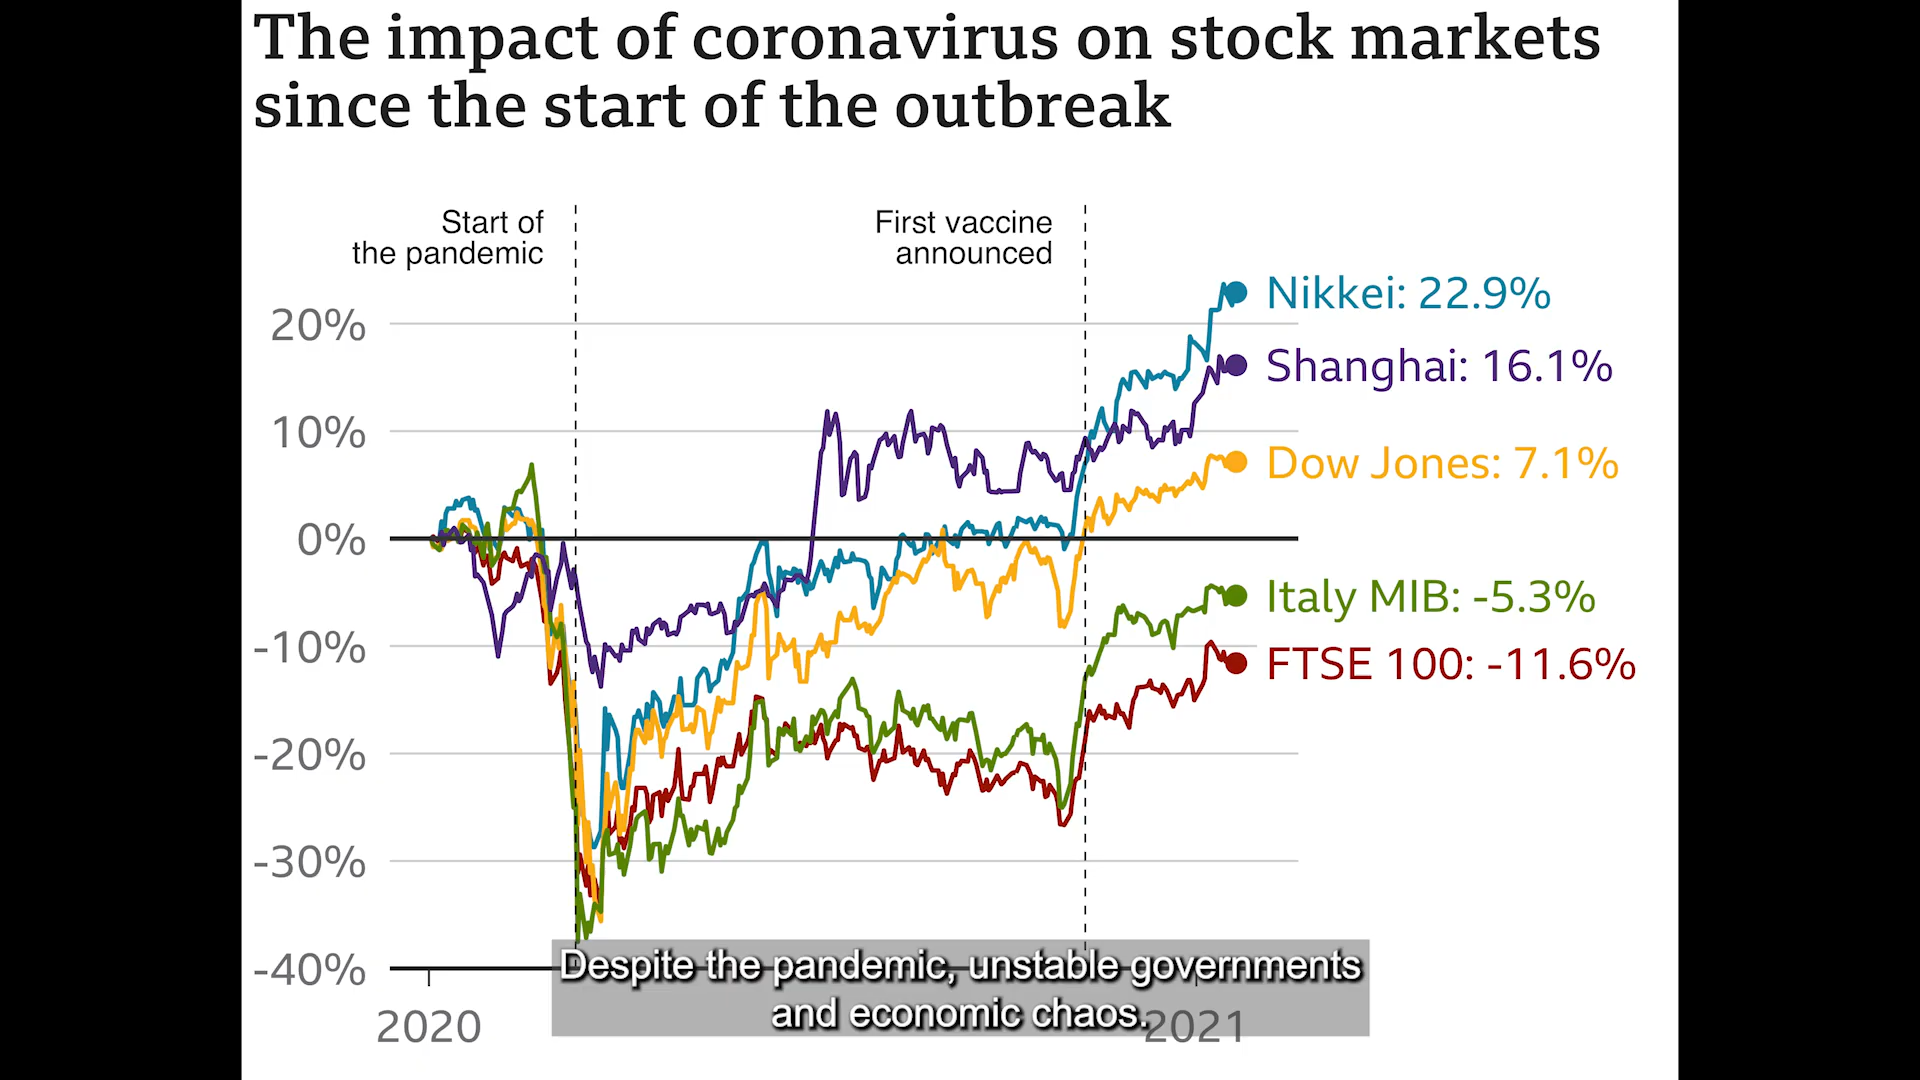 The impact of coronavirus on stock markets
since the start of the outbreak
Start of
the pandemic
First vaccine
announced
20%
10%
0%
-10%
-20%
-30%
-40%
Nikkei: 22.9%
Shanghai: 16.1%
Dow Jones: 7.1%
Italy MIB: -5.3%
FTSE 100: -11.6%
2020
2021
Despite the pandemic, unstable governments
and economic chaos.